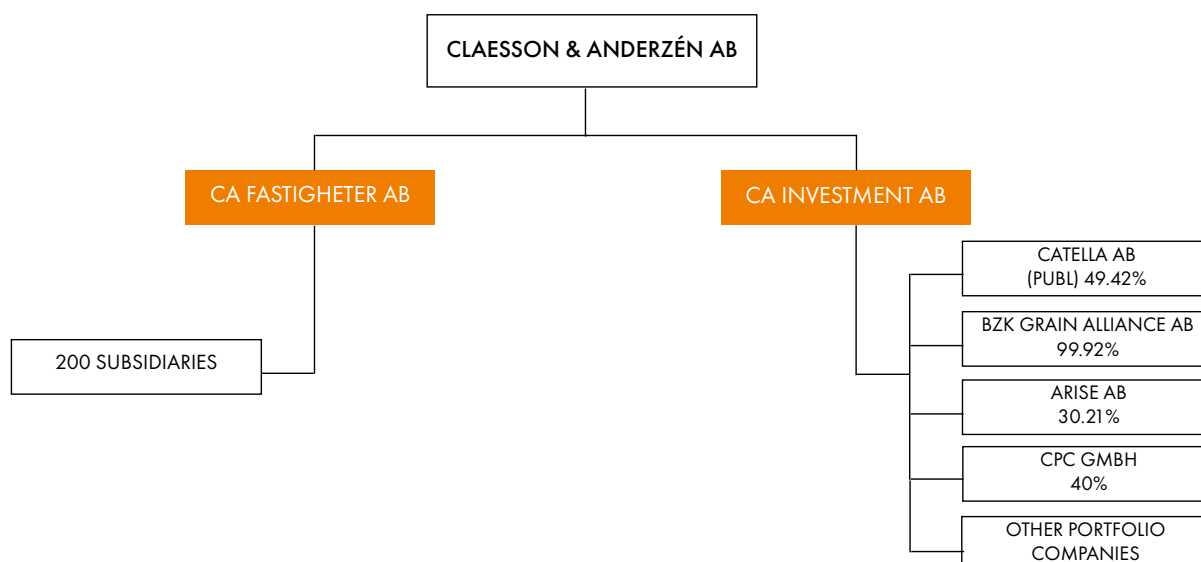 CLAESSON & ANDERZÉN AB
CA FASTIGHETER AB
CA INVESTMENT AB
200 SUBSIDIARIES
CATELLA AB
(PUBL) 49.42%
BZK GRAIN ALLIANCE AB
99.92%
ARISE AB
30.21%
CPC GMBH
40%
OTHER PORTFOLIO
COMPANIES